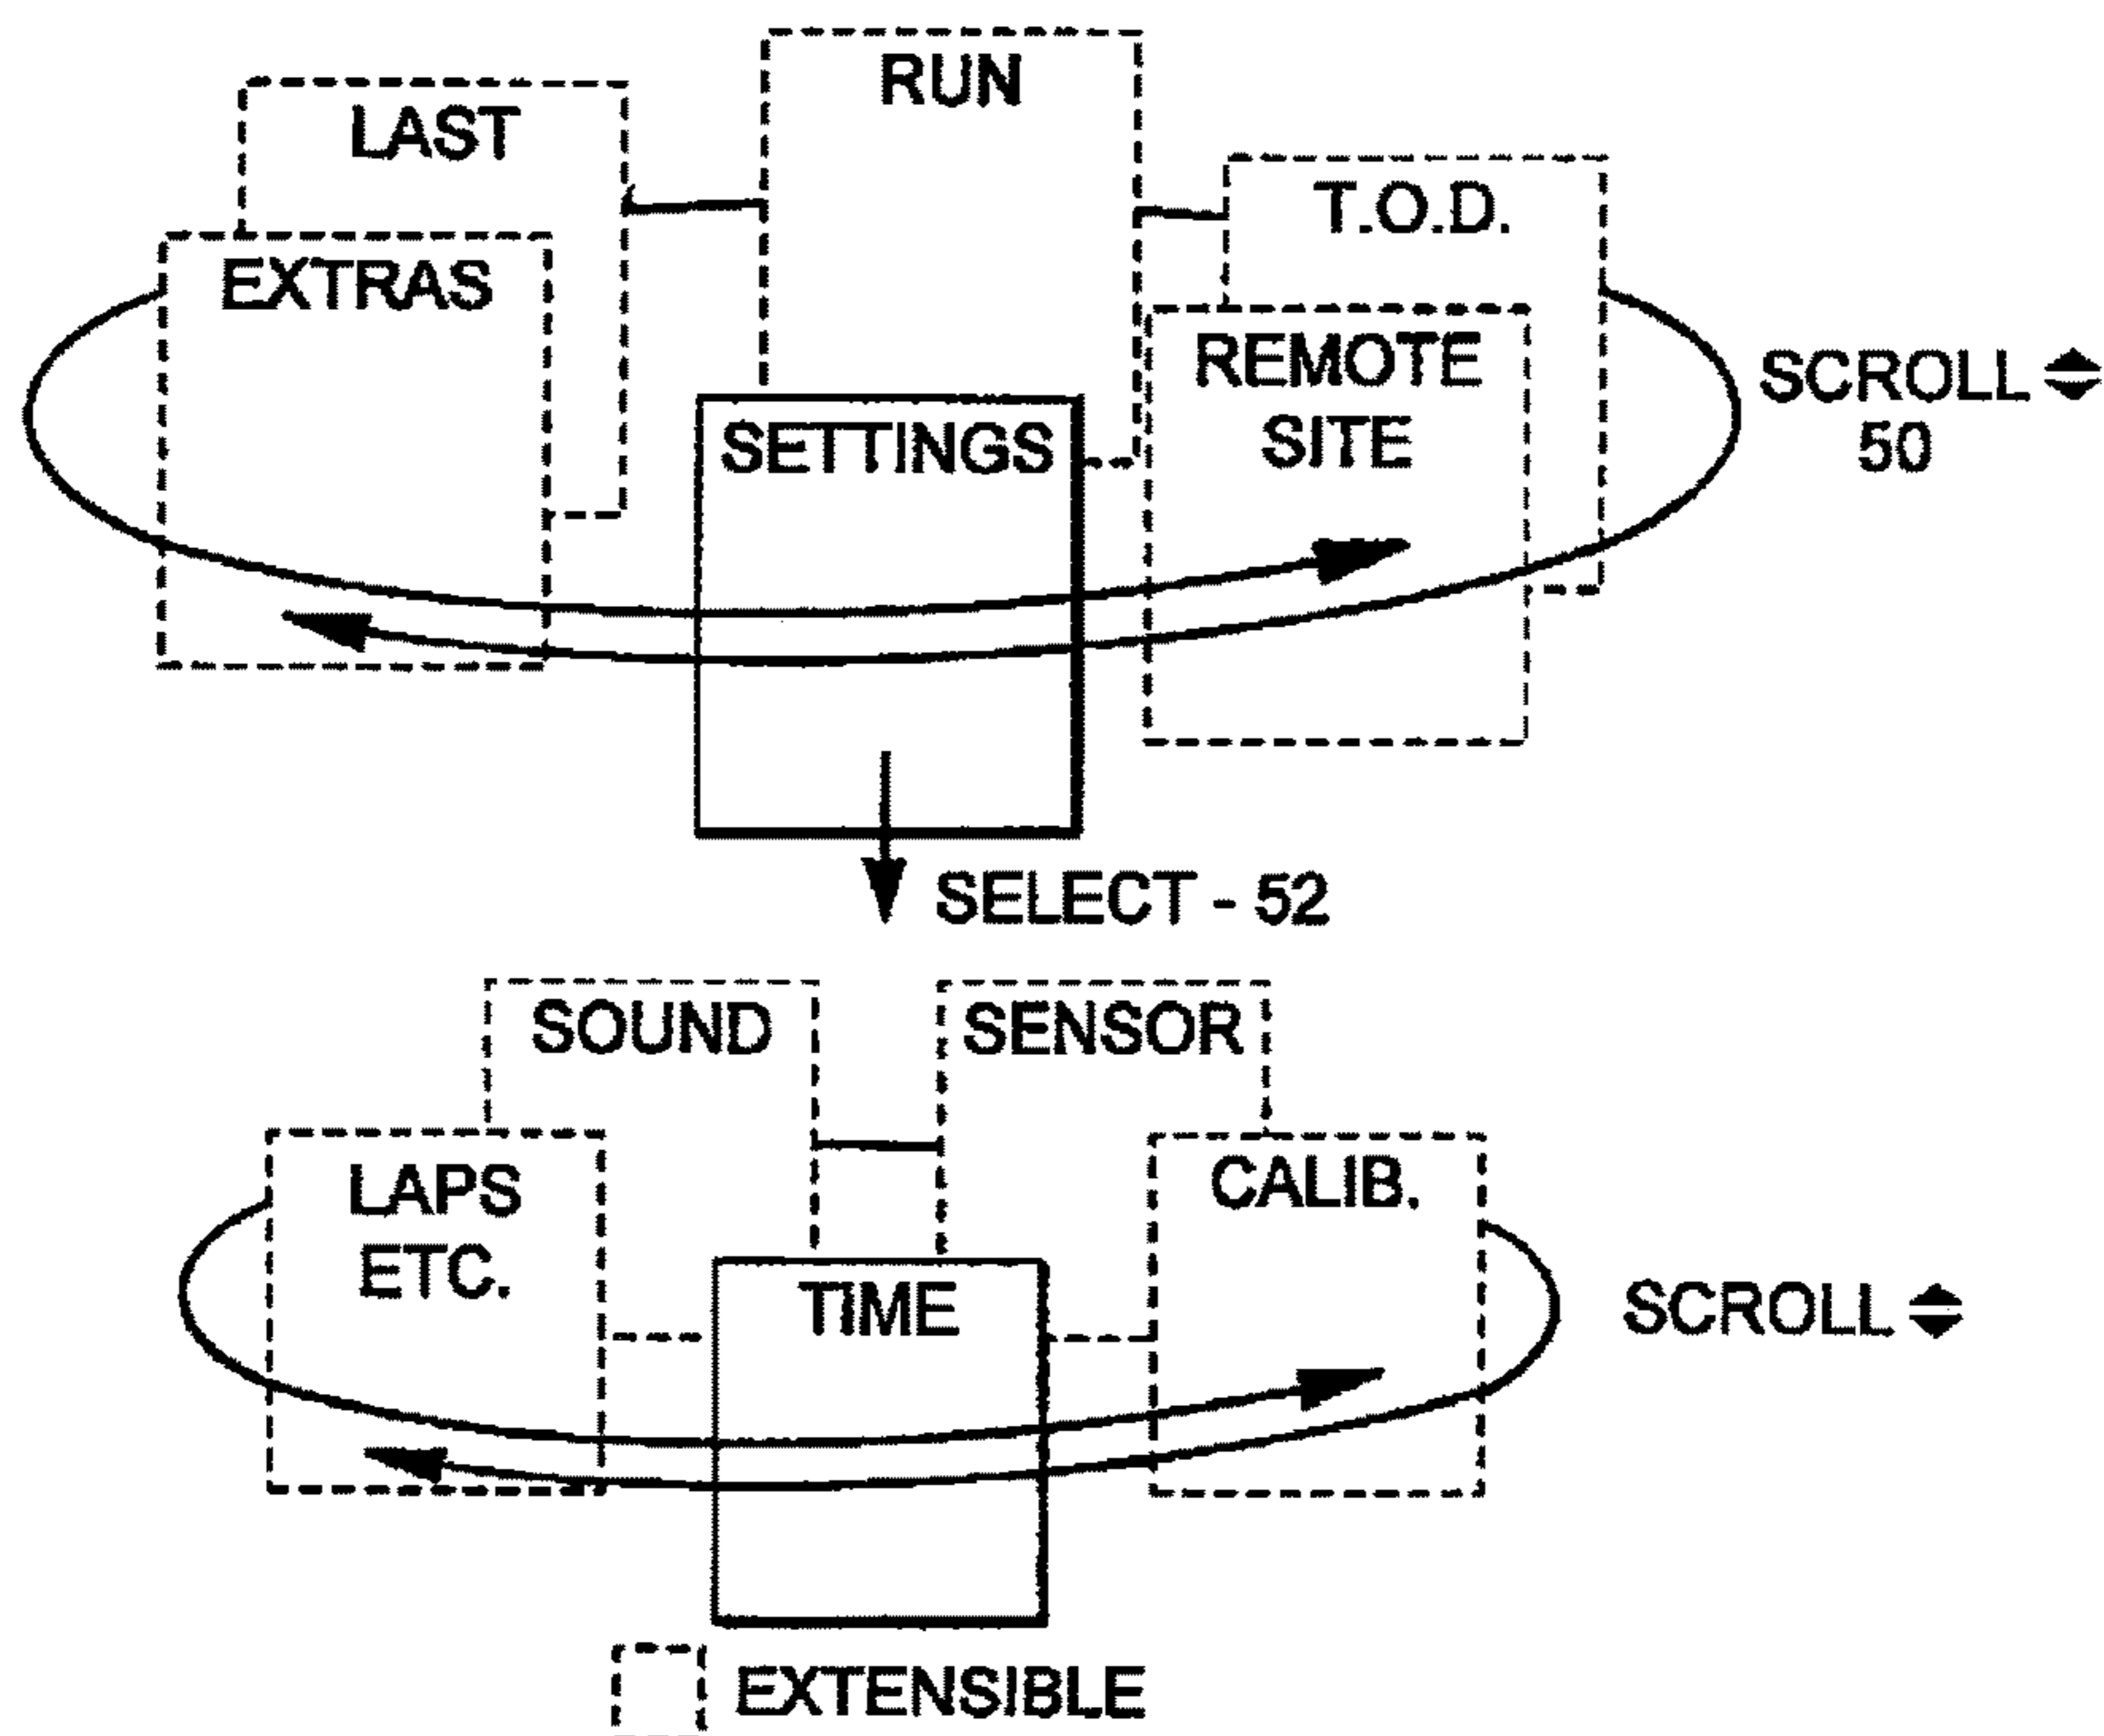 RUN
LAST
T.O.D.
EXTRAS
REMOTE
SITE
SCROLL
50
SETTINGS
SELECT - 52
SOUND
SENSOR
LAPS
ETC.
CALIB.
TIME
SCROLL
EXTENSIBLE